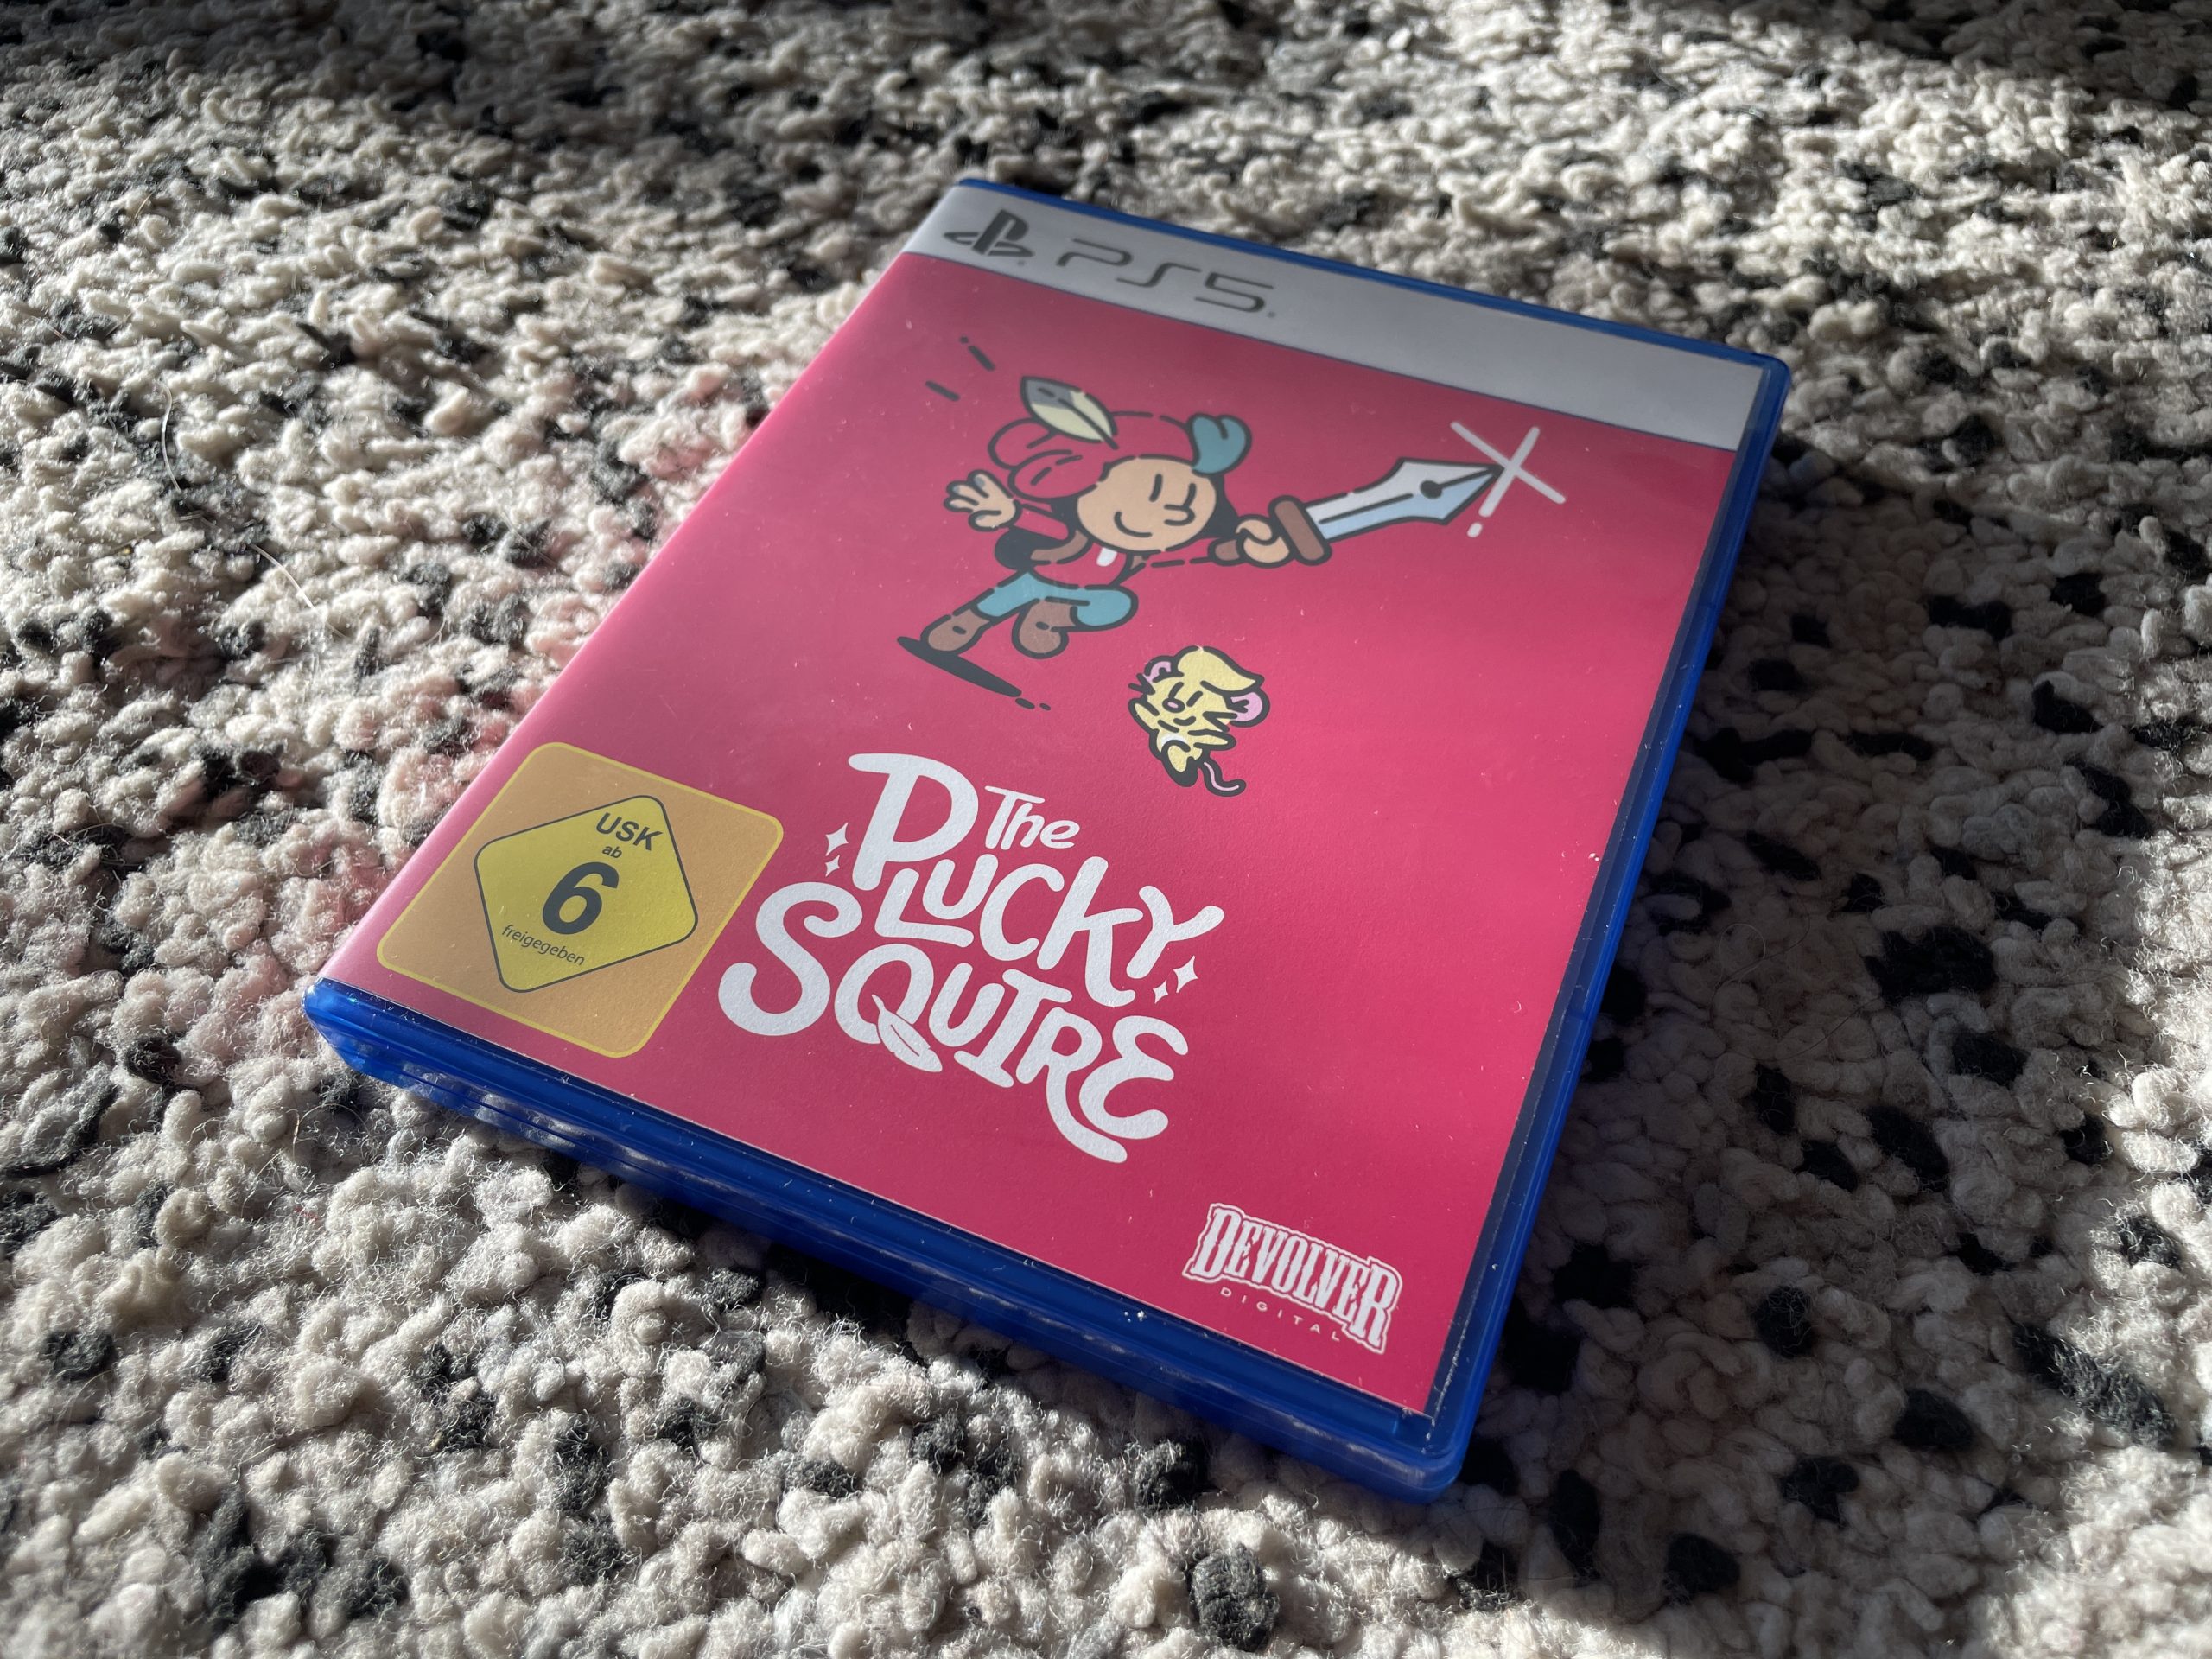 PS5
The
PLUCKY
SQUIRE
USK
ab
6
freigegeben
DEVOLVER
DIGITAL